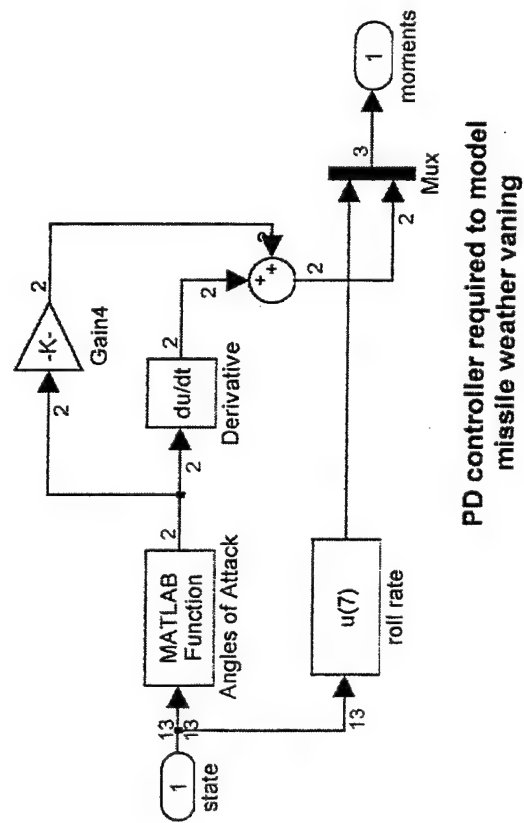 1
state
13
13
MATLAB
Function
Angles of Attack
2
2
-K-
Gain4
2
2
du/dt
Derivative
2
2
+
+
2
2
13
u(7)
roll rate
2
Mux
3
1
moments
PD controller required to model
missile weather vaning